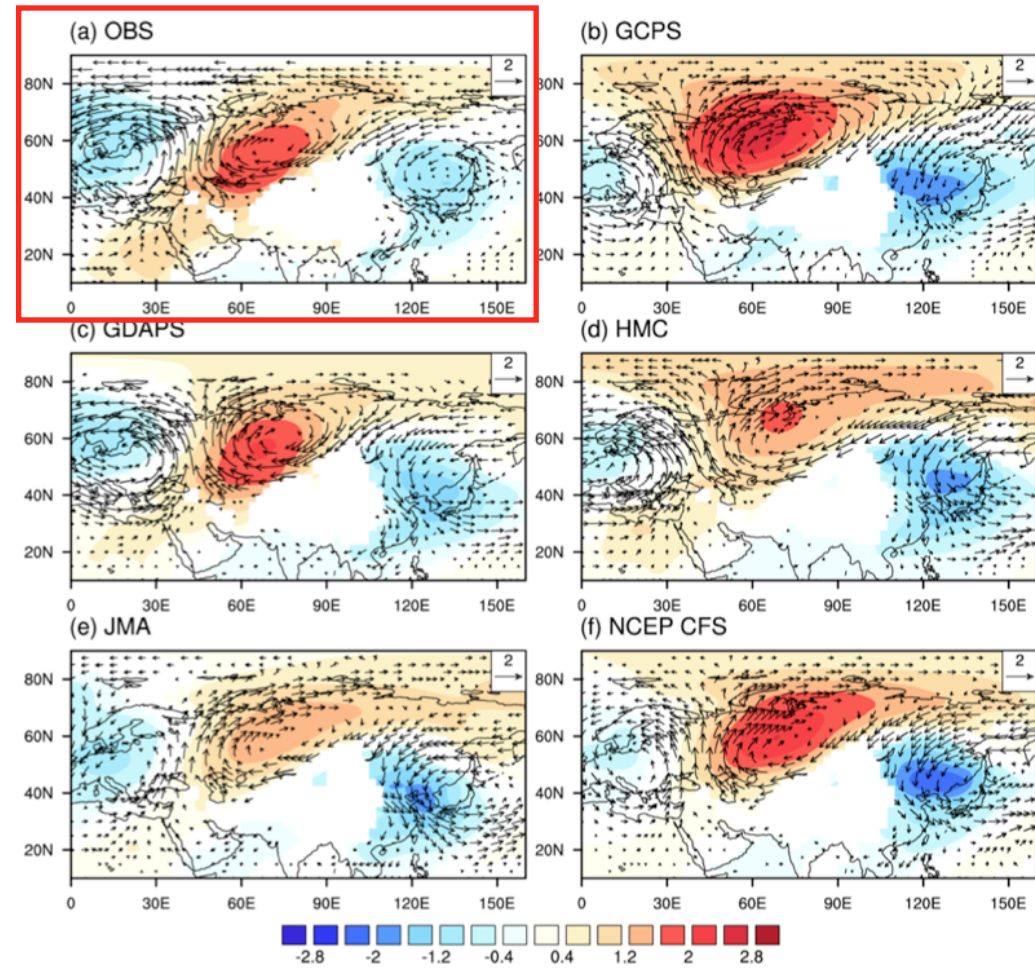 (a) OBS
(b) GCPS
2
2
80N
80N
60N
60N
40N
40N
20N
20N
0 30E 60E 90E 120E 150E
0 30E 60E 90E 120E 150E
(c) GDAPS
(d) HMC
2
2
80N
80N
60N
60N
40N
40N
20N
20N
0 30E 60E 90E 120E 150E
0 30E 60E 90E 120E 150E
(e) JMA
(f) NCEP CFS
2
2
80N
80N
60N
60N
40N
40N
20N
20N
0 30E 60E 90E 120E 150E
0 30E 60E 90E 120E 150E
-2.8 -2 -1.2 -0.4 0.4 1.2 2 2.8